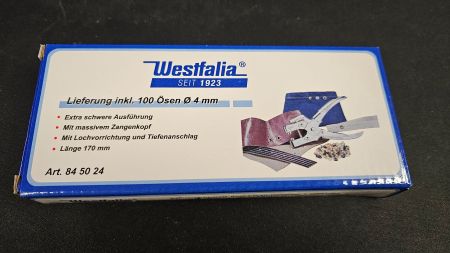 Westfalia®
SEIT 1923
Lieferung inkl. 100 Ösen Ø 4 mm
• Extra schwere Ausführung
• Mit massivem Zangenkopf
• Mit Lochvorrichtung und Tiefenanschlag
• Länge 170 mm
Art. 84 50 24